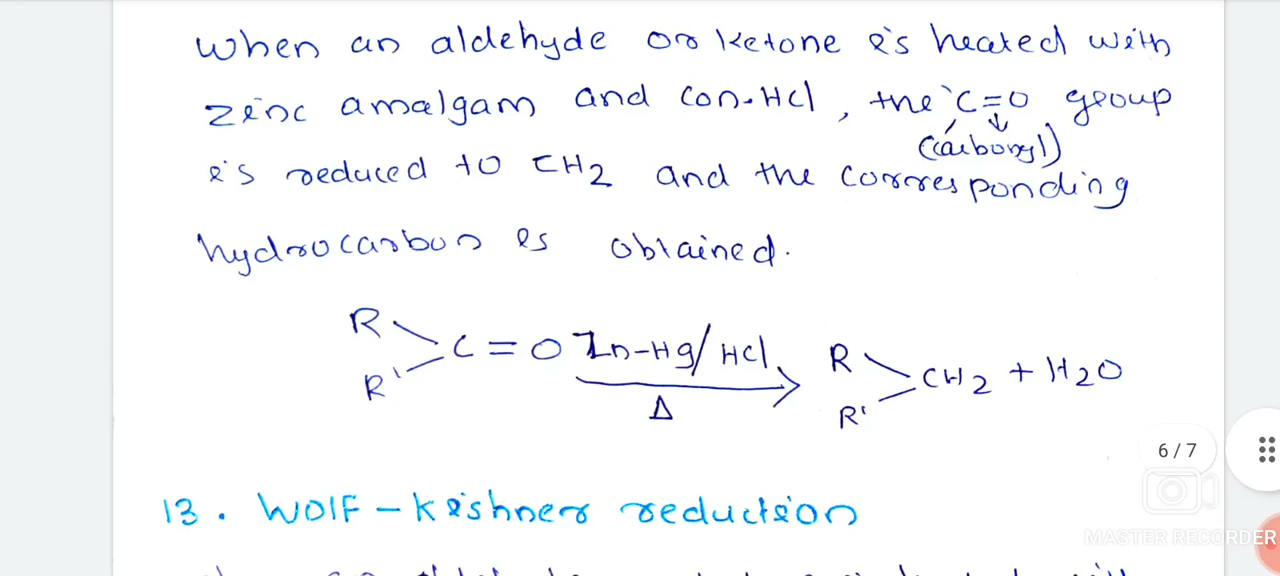 When an aldehyde or ketone is heated with
zinc amalgam and con.HCl, the C=O group
(carbonyl)
is reduced to CH2 and the corresponding
hydrocarbon is obtained.
R
R' C=O Zn-Hg/HCl R
R' CH2 + H2O
Δ
6 / 7
13. Wolf-Kishner reduction
MASTER RECORDER